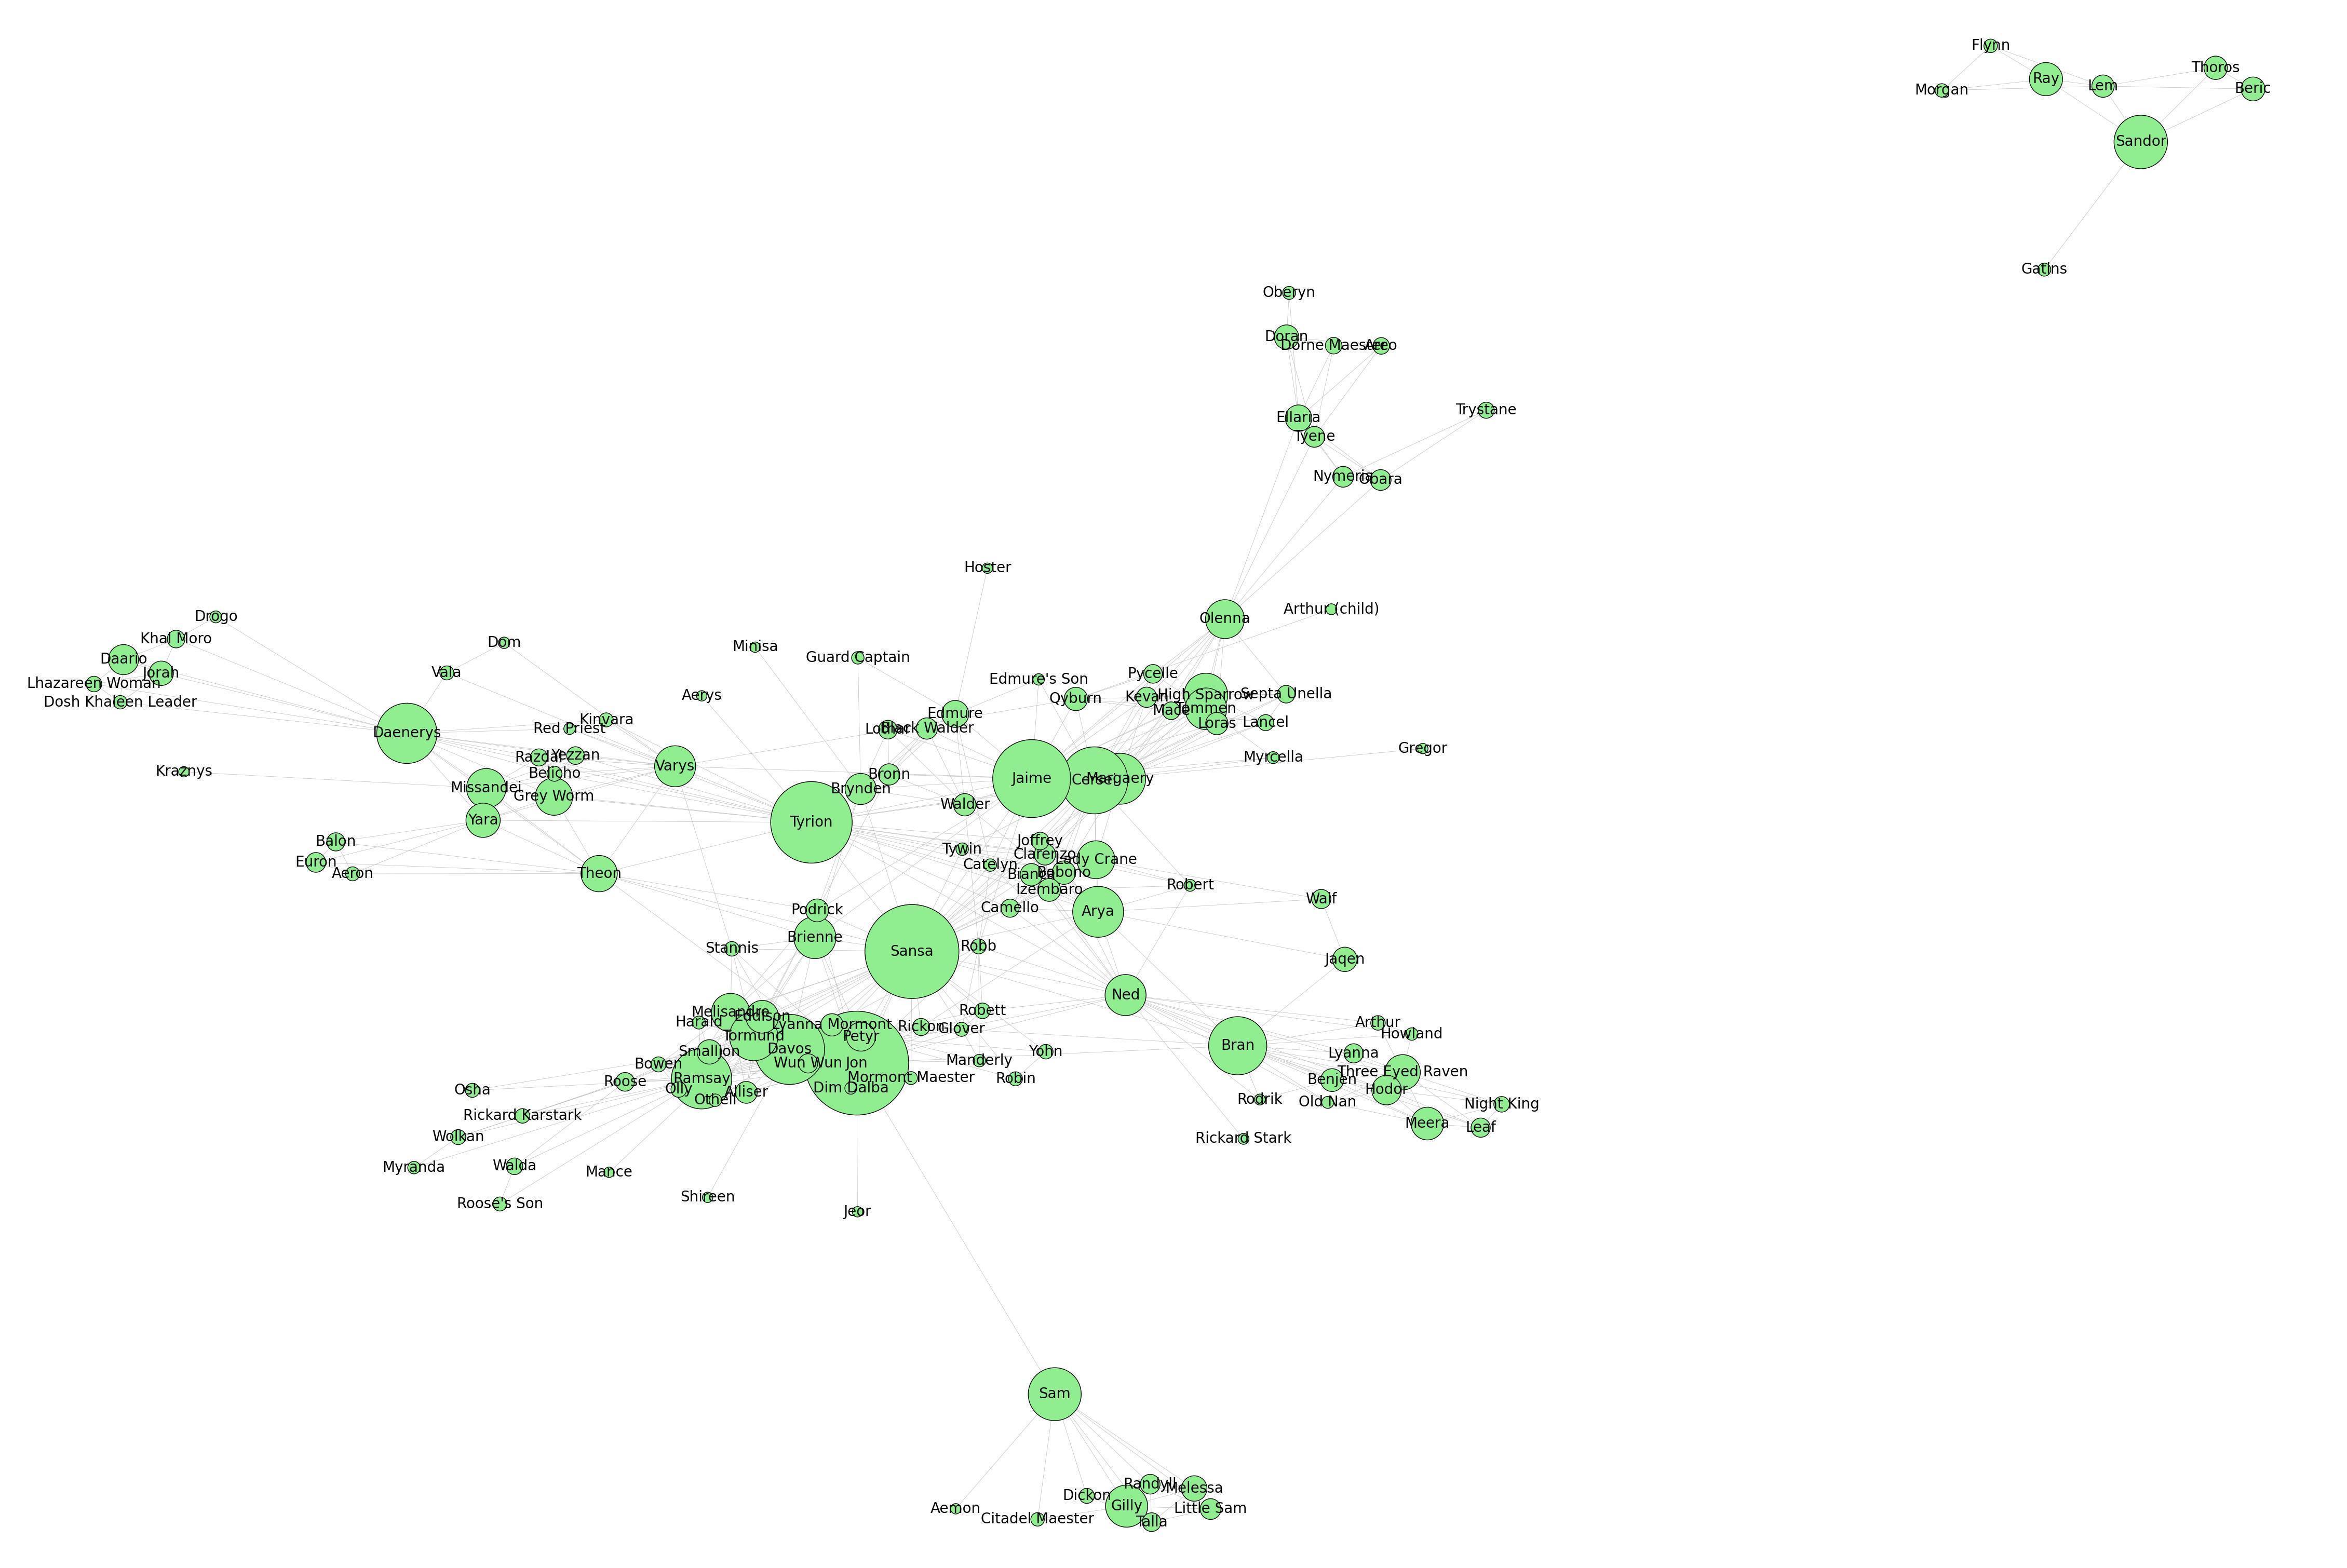 Flynn
Thoros
Ray
Lem
Morgan
Beric
Sandor
Gatins
Oberyn
Doran
Dorne Maester
Areo
Trystane
Ellaria
Tyene
Nymeria
Obara
Hoster
Arthur (child)
Drogo
Olenna
Khal Moro
Dom
Minisa
Guard Captain
Daario
Jorah
Vala
Pycelle
Lhazareen Woman
Edmure's Son
Dosh Khaleen Leader
Aerys
Qyburn
Kevan
High Sparrow
Septa Unella
Mace
Tommen
Edmure
Kinvara
Red Priest
Lothar
Black Walder
Loras
Lancel
Daenerys
Gregor
Razdal
Yezzan
Myrcella
Varys
Kraznys
Belicho
Bronn
Jaime
Cersei
Margaery
Missandei
Grey Worm
Brynden
Walder
Yara
Tyrion
Balon
Joffrey
Tywin
Clarenzo
Euron
Catelyn
Lady Crane
Aeron
Theon
Bianca
Bobono
Izembaro
Robert
Waif
Podrick
Camello
Arya
Brienne
Stannis
Sansa
Robb
Jaqen
Ned
Melisandre
Eddison
Robett
Harald
Lyanna Mormont
Rickon
Glover
Arthur
Howland
Tormund
Petyr
Bran
Davos
Smalljon
Yohn
Lyanna
Bowen
Wun Wun
Jon
Manderly
Three Eyed Raven
Ramsay
Mormont Maester
Robin
Benjen
Roose
Osha
Olly
Alliser
Dim Dalba
Hodor
Othell
Rodrik
Old Nan
Night King
Rickard Karstark
Meera
Leaf
Wolkan
Rickard Stark
Myranda
Walda
Mance
Roose's Son
Shireen
Jeor
Sam
Randyll
Melessa
Dickon
Gilly
Aemon
Little Sam
Citadel Maester
Talla